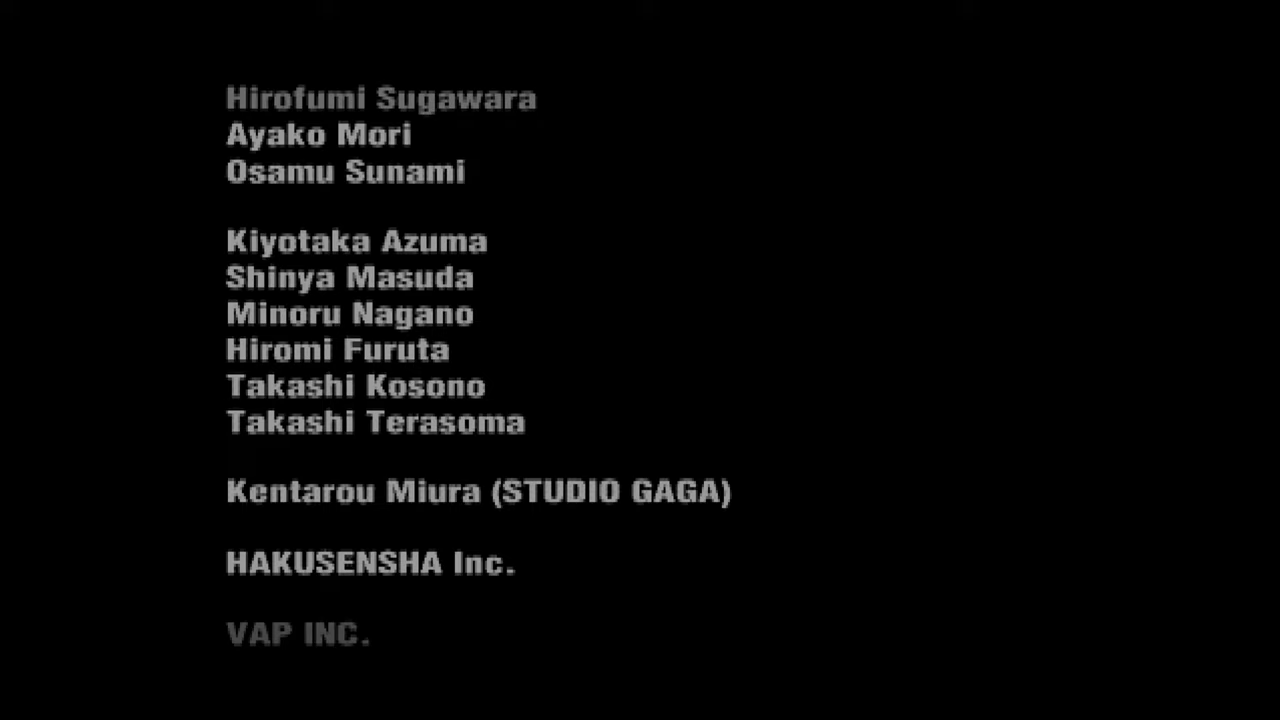 Hirofumi Sugawara
Ayako Mori
Osamu Sunami
Kiyotaka Azuma
Shinya Masuda
Minoru Nagano
Hiromi Furuta
Takashi Kosono
Takashi Terasoma
Kentarou Miura (STUDIO GAGA)
HAKUSENSHA Inc.
VAP INC.